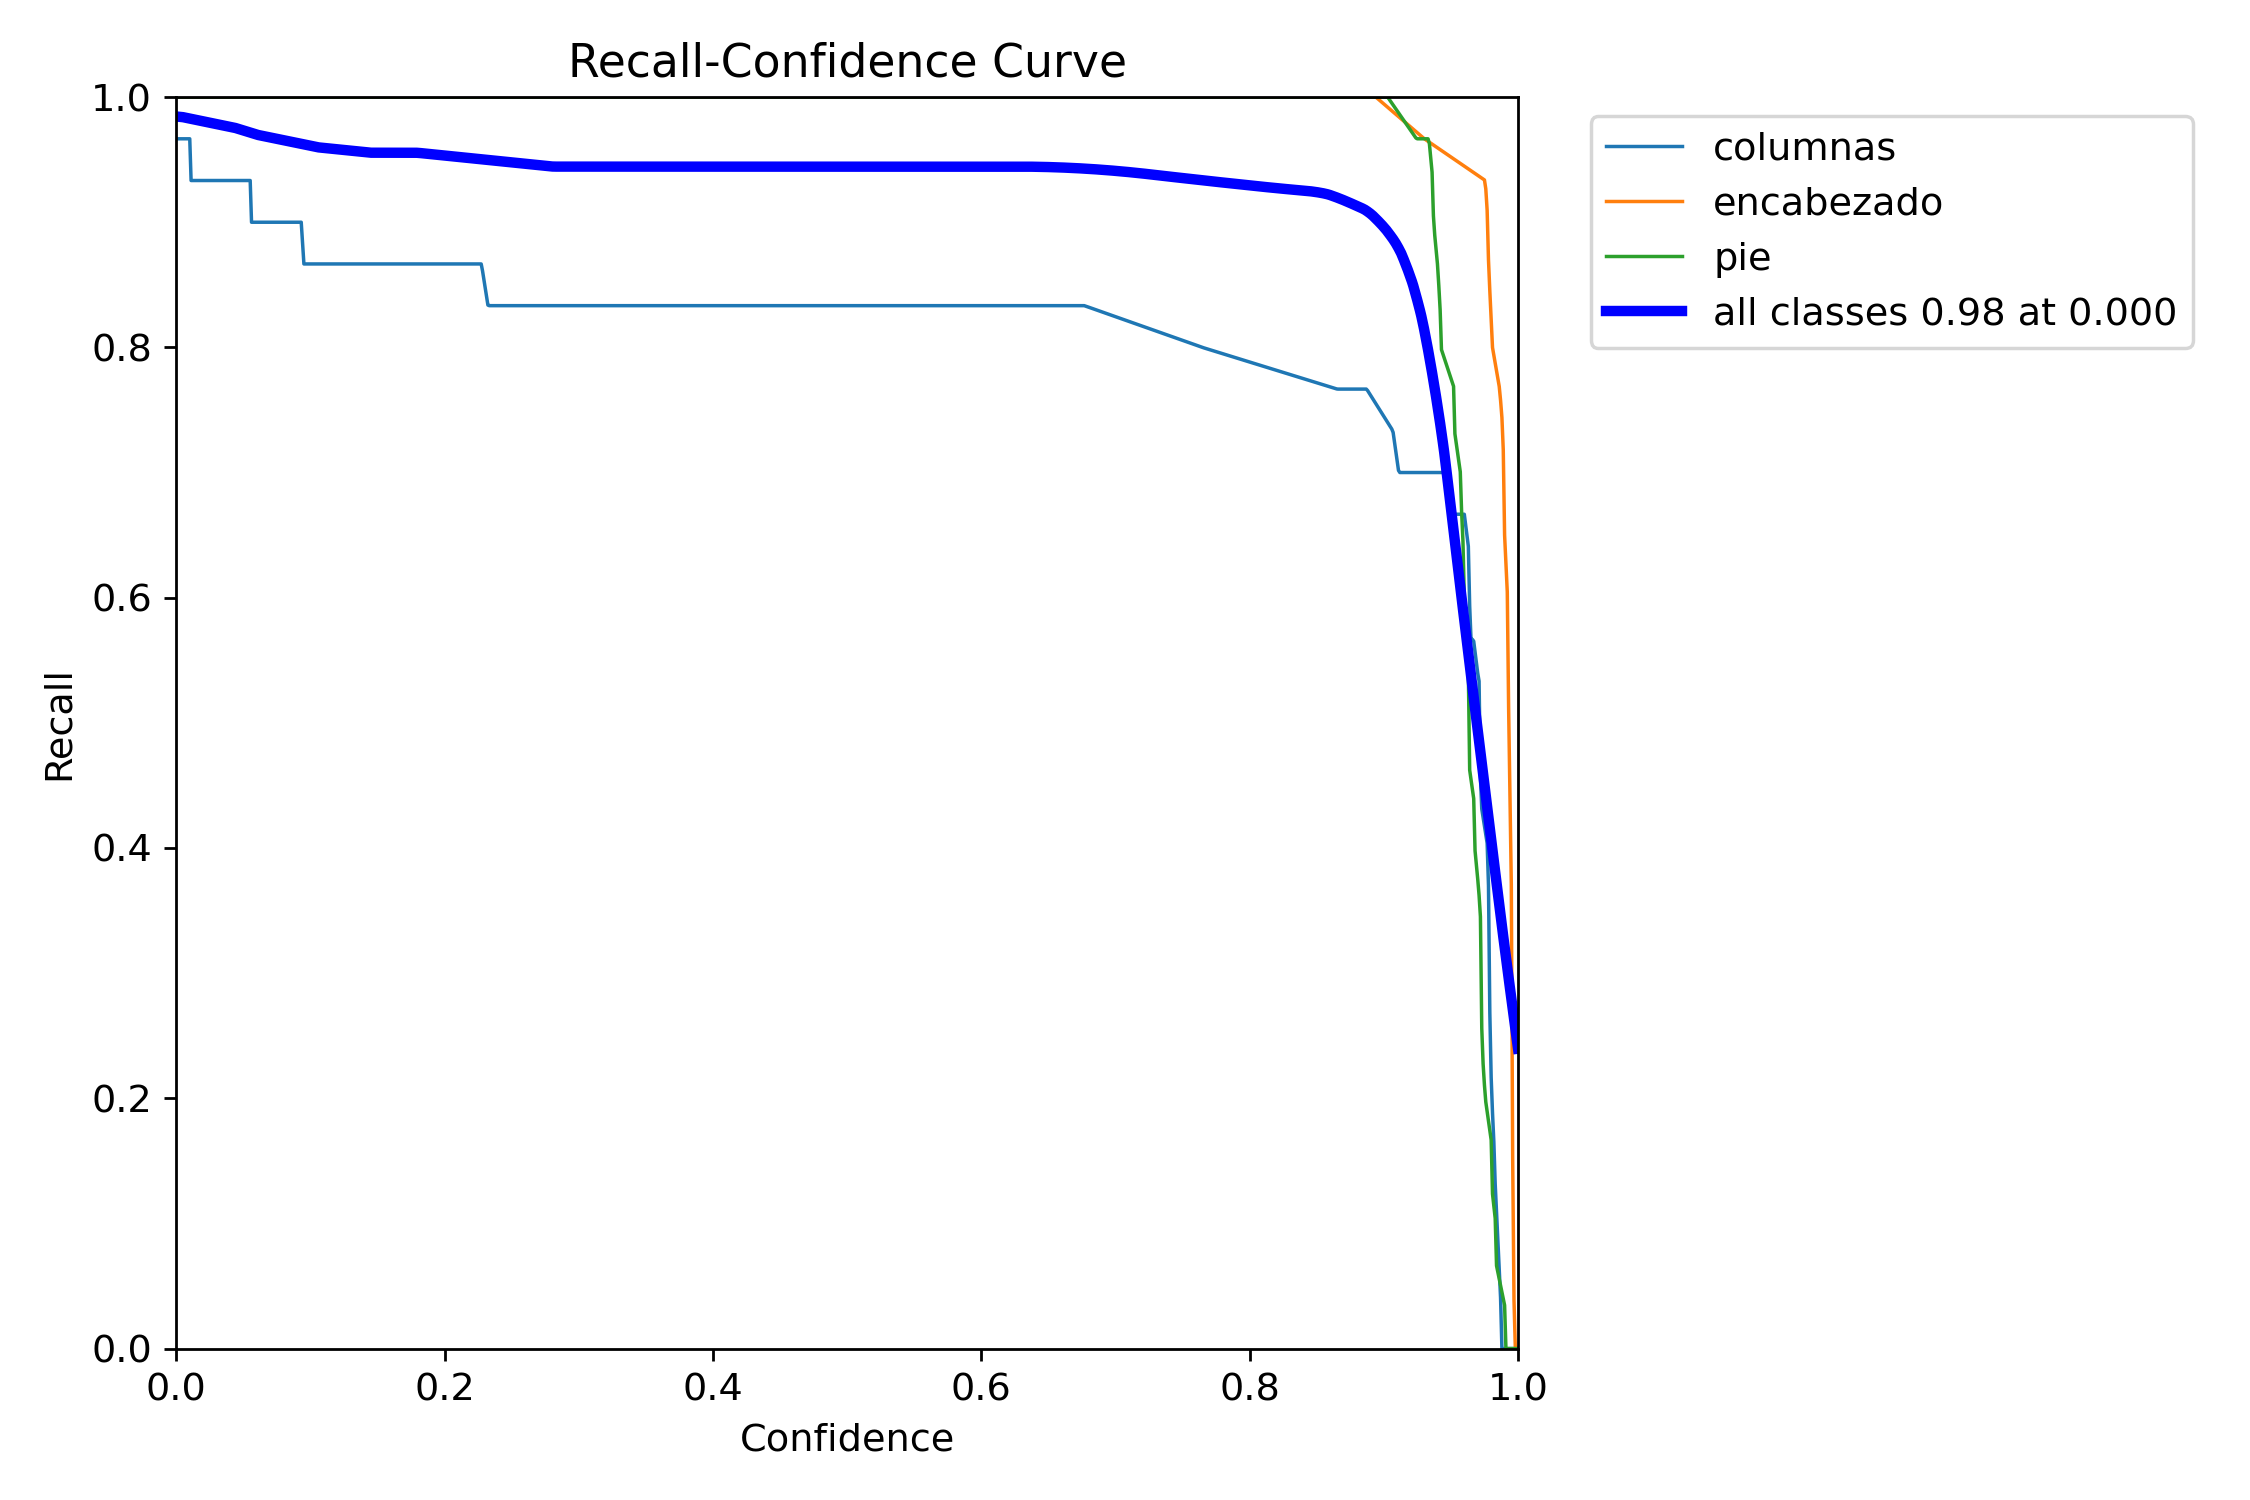 Recall-Confidence Curve
1.0
0.8
0.6
0.4
0.2
0.0
Recall
0.0 0.2 0.4 0.6 0.8 1.0
Confidence
columnas
encabezado
pie
all classes 0.98 at 0.000